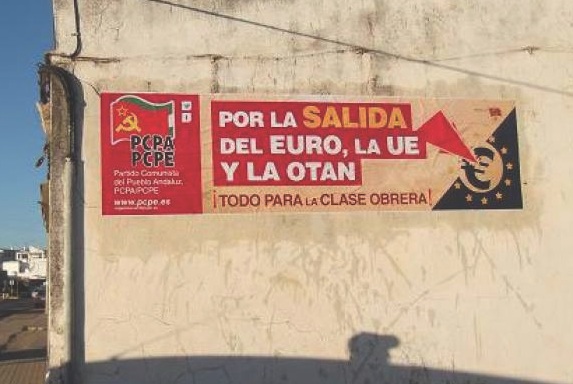 PCPA
PCPE
Partido Comunista
del Pueblo Andaluz,
PCPA/PCPE
www.pcpe.es
POR LA SALIDA
DEL EURO, LA UE
Y LA OTAN
¡TODO PARA LA CLASE OBRERA!
€